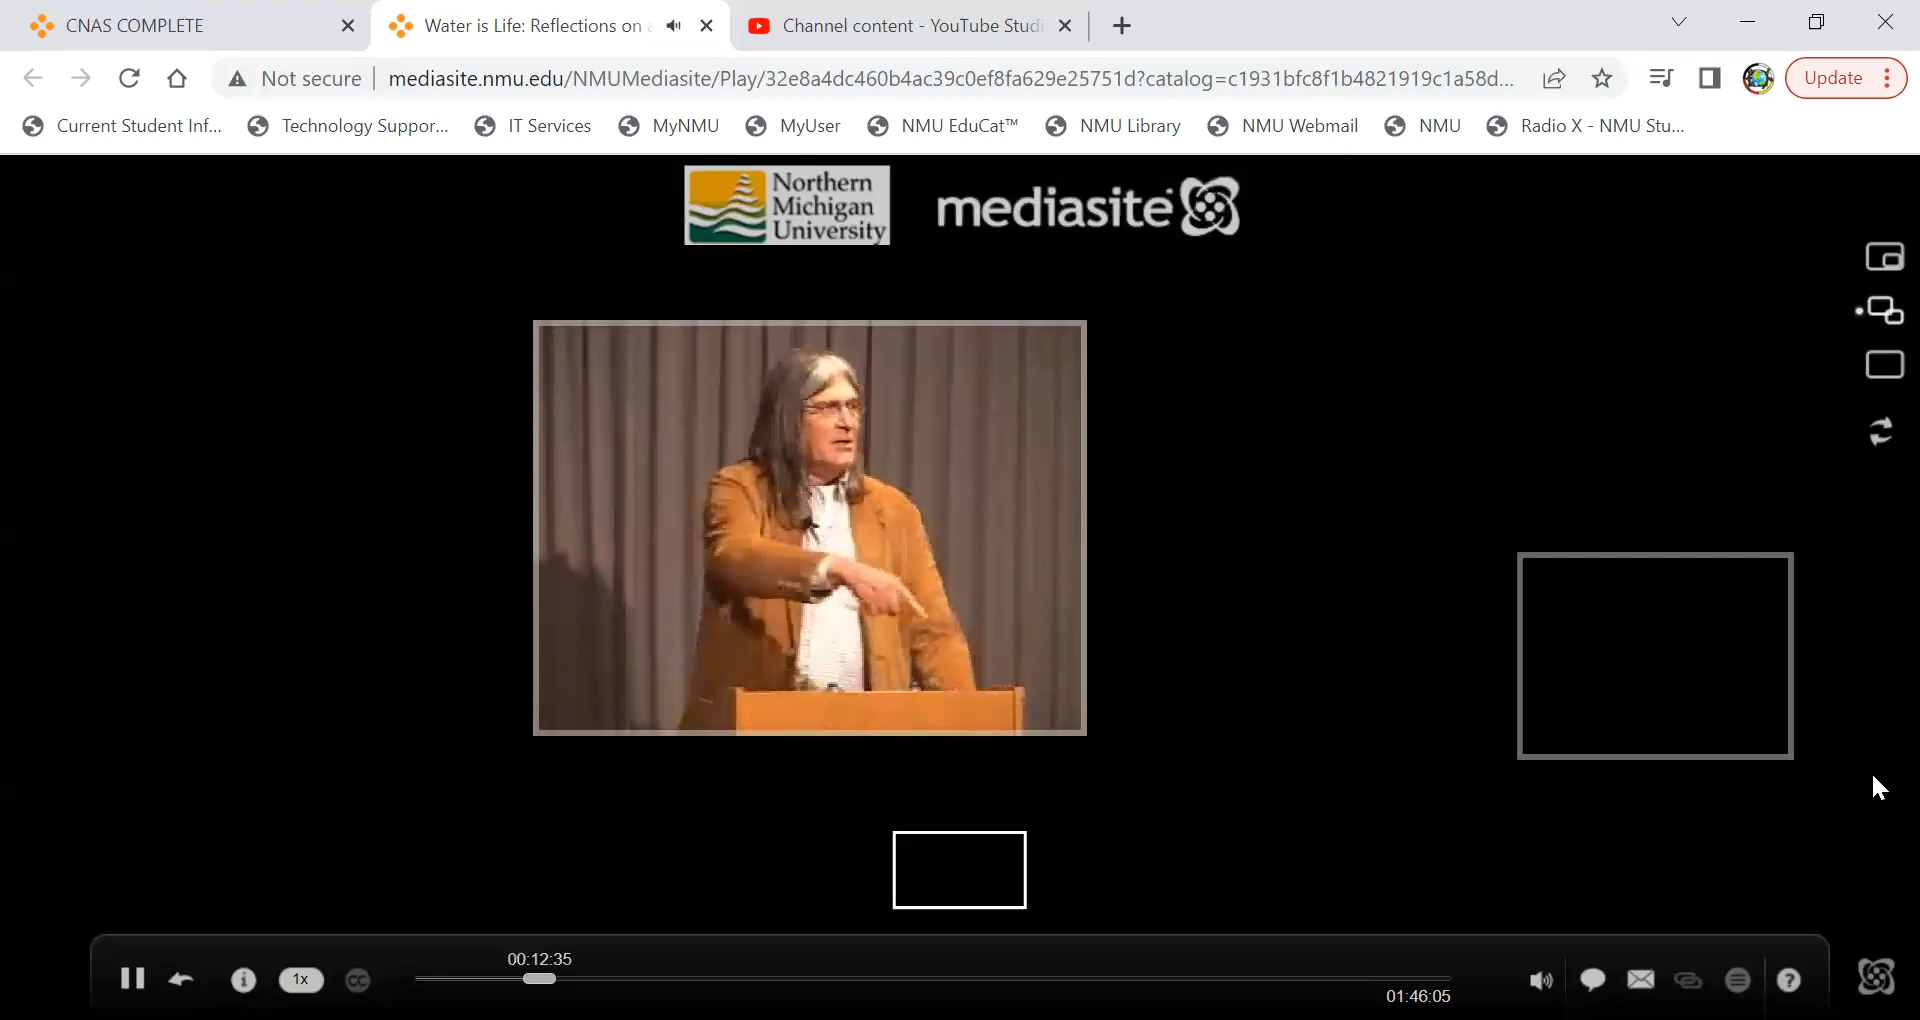 CNAS COMPLETE
Water is Life: Reflections on
Channel content - YouTube Studi
Not secure
mediasite.nmu.edu/NMUMediasite/Play/32e8a4dc460b4ac39c0ef8fa629e25751d?catalog=c1931bfc8f1b4821919c1a58d...
Update
Current Student Inf...
Technology Suppor...
IT Services
MyNMU
MyUser
NMU EduCat™
NMU Library
NMU Webmail
NMU
Radio X - NMU Stu...
Northern
Michigan
University
mediasite
00:12:35
1x
CC
01:46:05